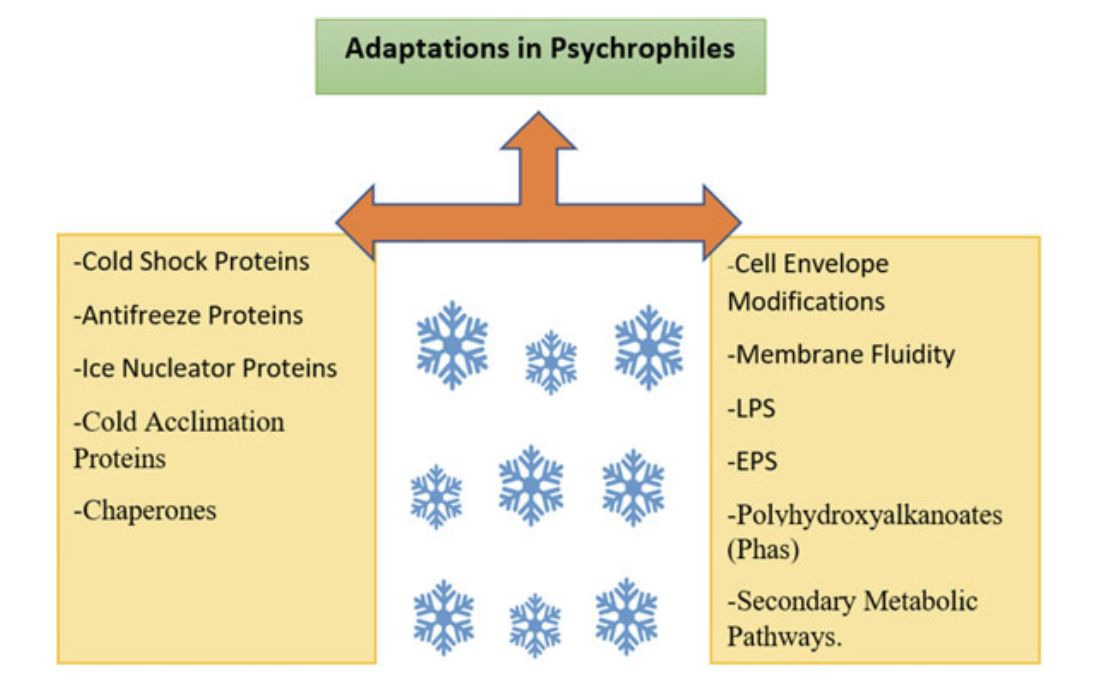 Adaptations in Psychrophiles
-Cold Shock Proteins
-Antifreeze Proteins
-Ice Nucleator Proteins
-Cold Acclimation
Proteins
-Chaperones
-Cell Envelope
Modifications
-Membrane Fluidity
-LPS
-EPS
-Polyhydroxyalkanoates
(Phas)
-Secondary Metabolic
Pathways.